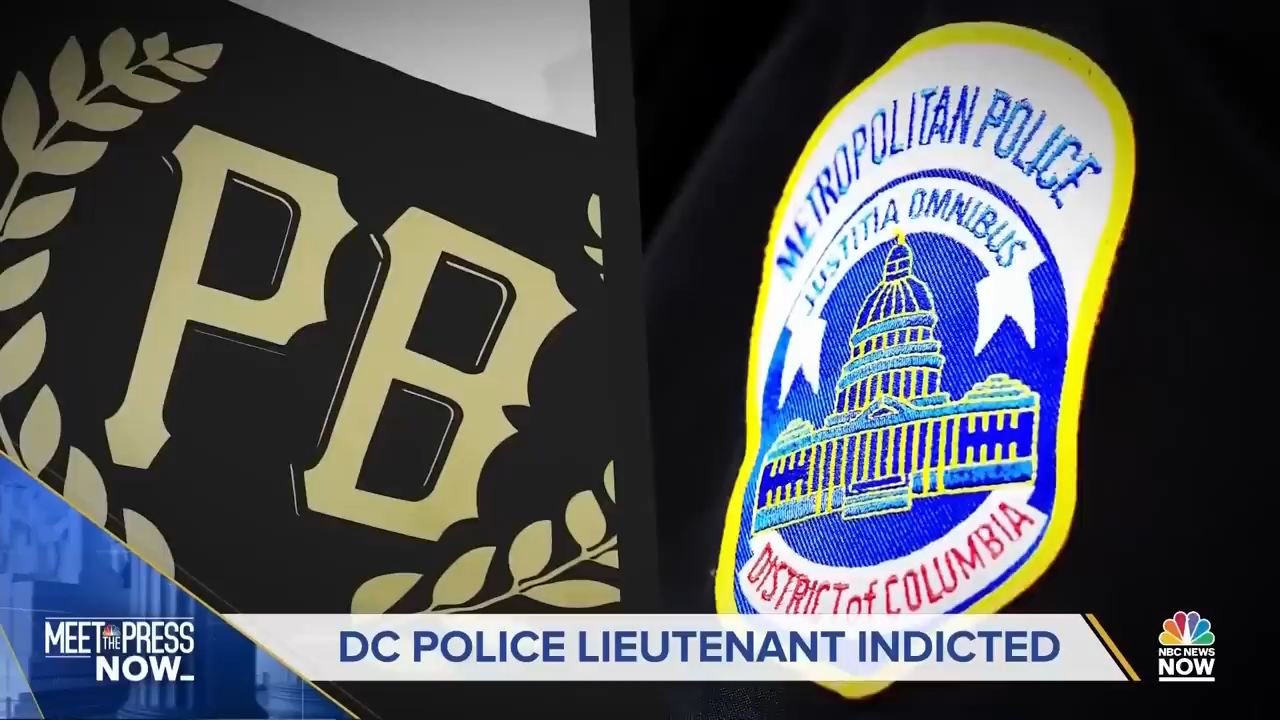 PB
METROPOLITAN POLICE
JUSTITIA OMNIBUS
DISTRICT of COLUMBIA
MEET THE PRESS
NOW
DC POLICE LIEUTENANT INDICTED
NBC NEWS
NOW